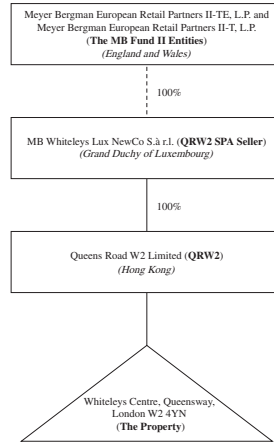 Meyer Bergman European Retail Partners II-TE, L.P. and
Meyer Bergman European Retail Partners II-T, L.P.
(The MB Fund II Entities)
(England and Wales)
100%
MB Whiteleys Lux NewCo S.à r.l. (QRW2 SPA Seller)
(Grand Duchy of Luxembourg)
100%
Queens Road W2 Limited (QRW2)
(Hong Kong)
Whiteleys Centre, Queensway,
London W2 4YN
(The Property)